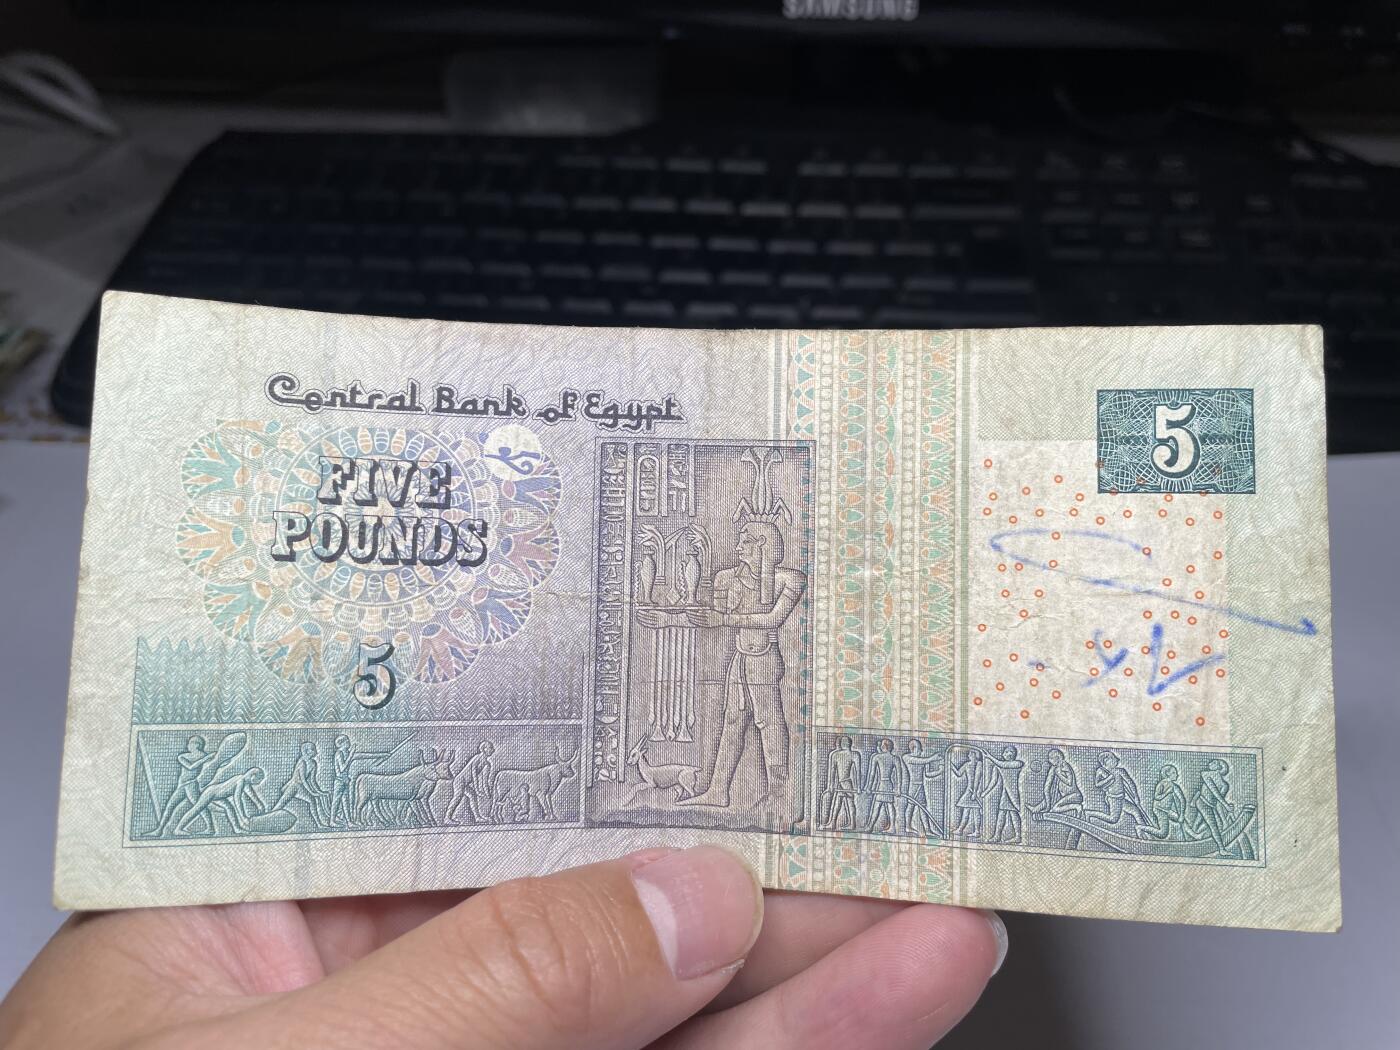 SAMSUNG
Central Bank of Egypt
5
FIVE
POUNDS
5